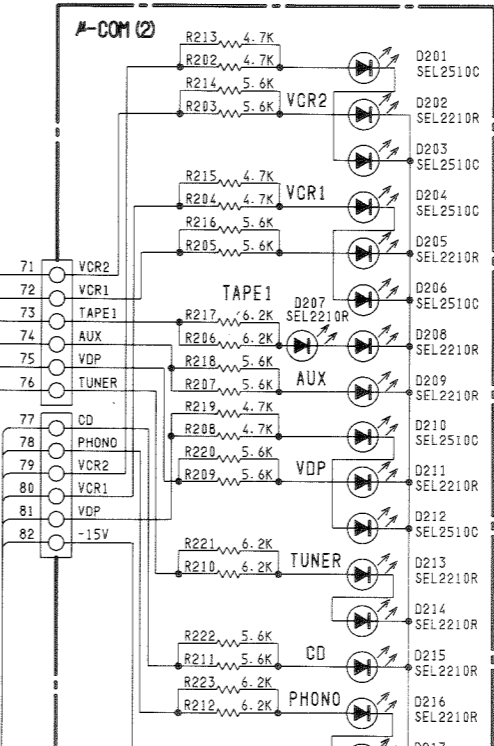 μ-COM (2)
R213 4.7K
R202 4.7K
D201
SEL2510C
R214 5.6K
R203 5.6K
VCR2
D202
SEL2210R
D203
SEL2510C
R215 4.7K
R204 4.7K
VCR1
D204
SEL2510C
R216 5.6K
R205 5.6K
D205
SEL2210R
71 VCR2
72 VCR1
73 TAPE1
74 AUX
75 VDP
76 TUNER
D206
SEL2510C
TAPE1
D207
SEL2210R
R217 6.2K
R206 6.2K
D208
SEL2210R
R218 5.6K
R207 5.6K
AUX
D209
SEL2210R
77 CD
78 PHONO
79 VCR2
80 VCR1
81 VDP
82 -15V
R219 4.7K
R208 4.7K
D210
SEL2510C
R220 5.6K
R209 5.6K
VDP
D211
SEL2210R
D212
SEL2510C
R221 6.2K
R210 6.2K
TUNER
D213
SEL2210R
D214
SEL2210R
R222 5.6K
R211 5.6K
CD
D215
SEL2210R
R223 6.2K
R212 6.2K
PHONO
D216
SEL2210R